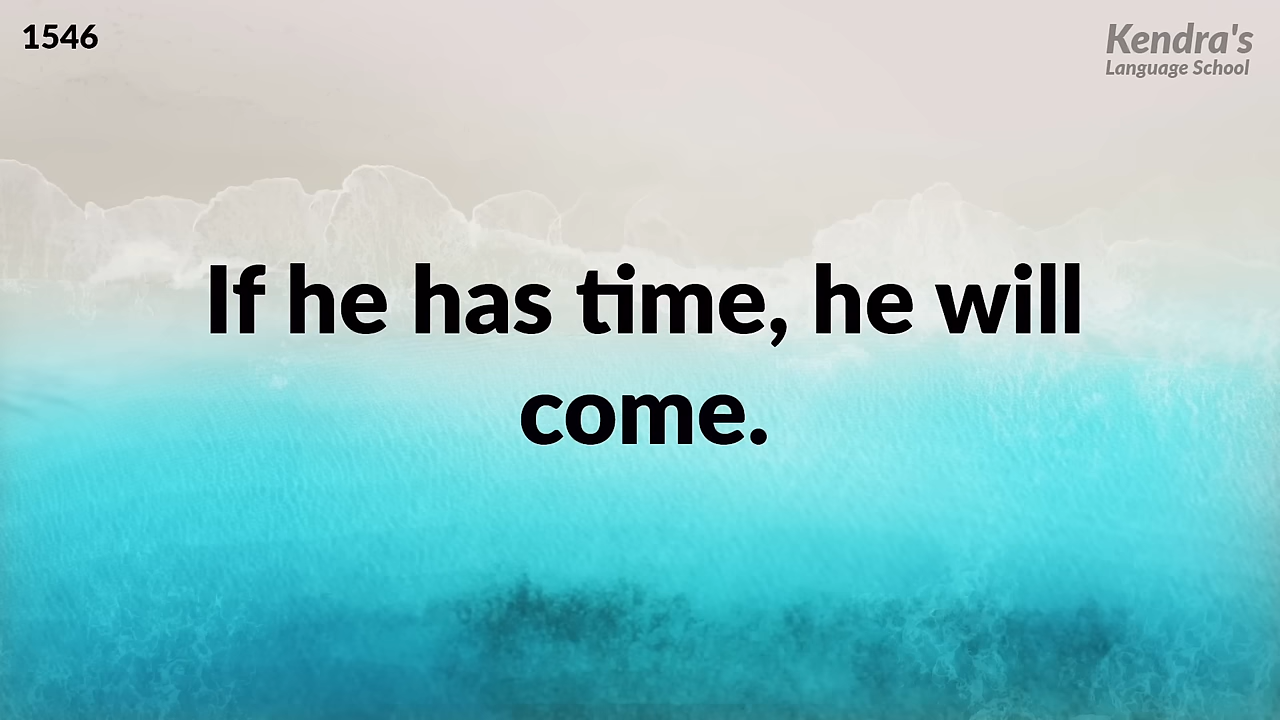 1546
Kendra's
Language School
If he has time, he will
come.